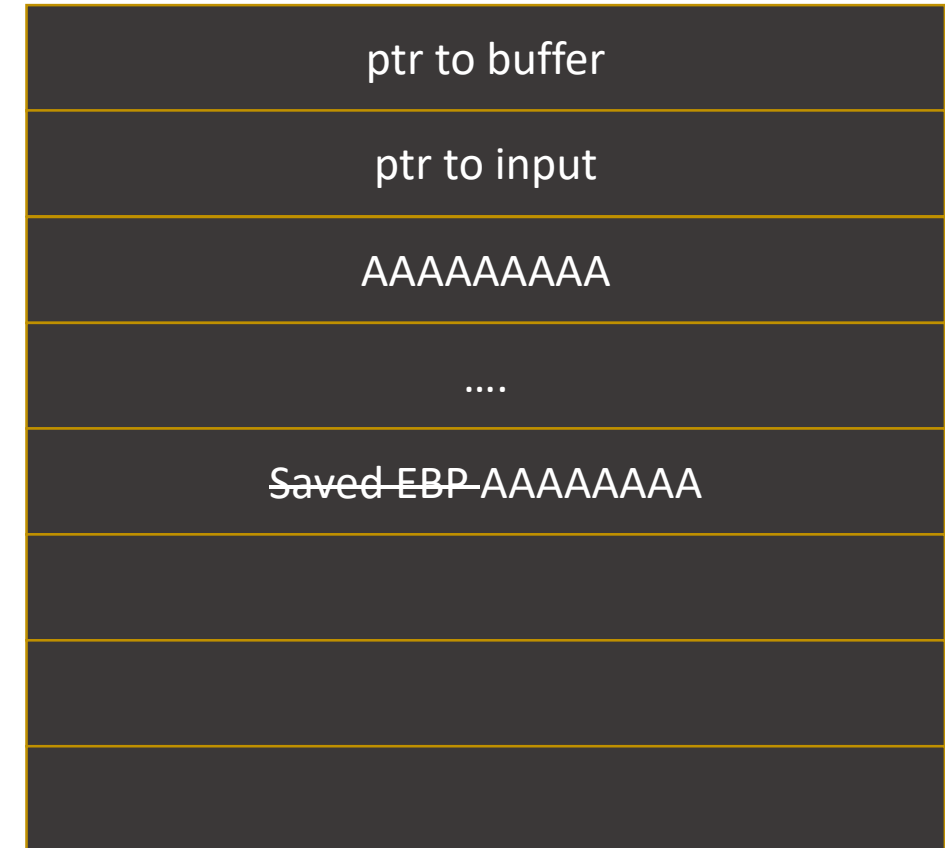 ptr to buffer
ptr to input
AAAAAAAAA
....
Saved EBP AAAAAAAA